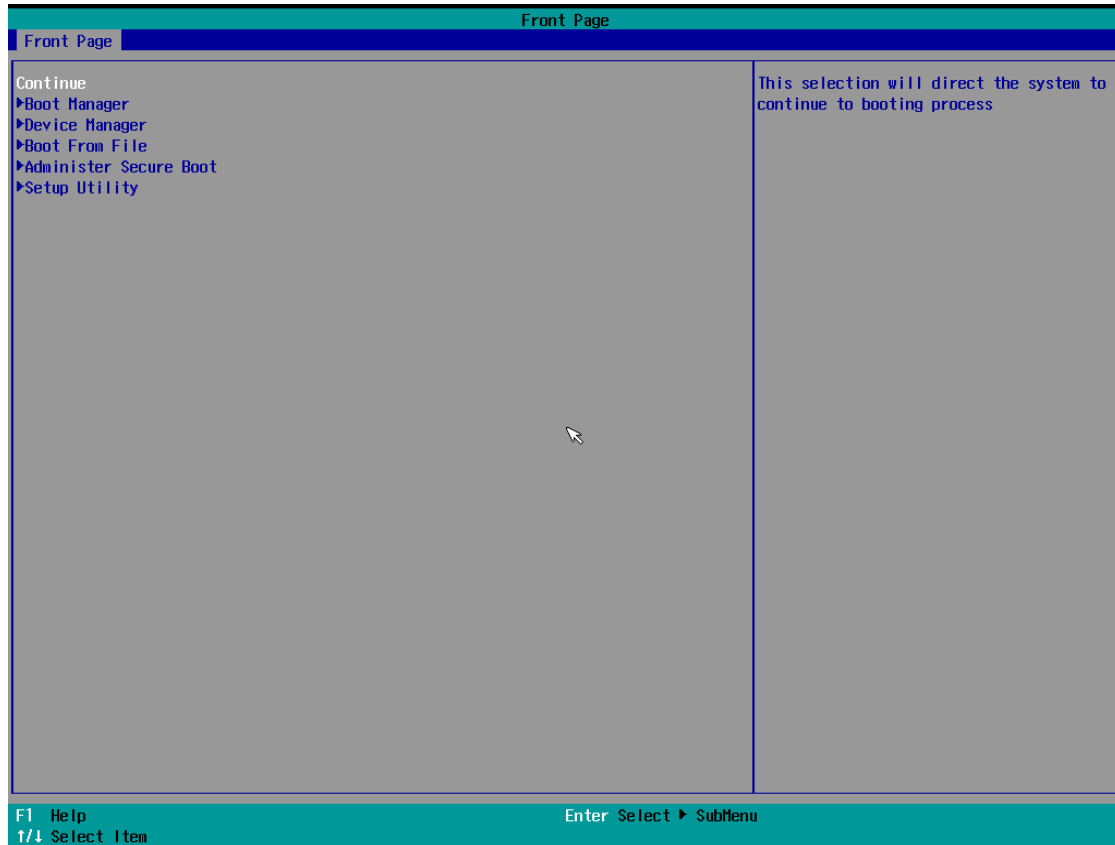 Front Page
Front Page
Continue
▶Boot Manager
▶Device Manager
▶Boot From File
▶Administer Secure Boot
▶Setup Utility
This selection will direct the system to
continue to booting process
F1 Help
Enter Select ▶ SubMenu
↑/↓ Select Item